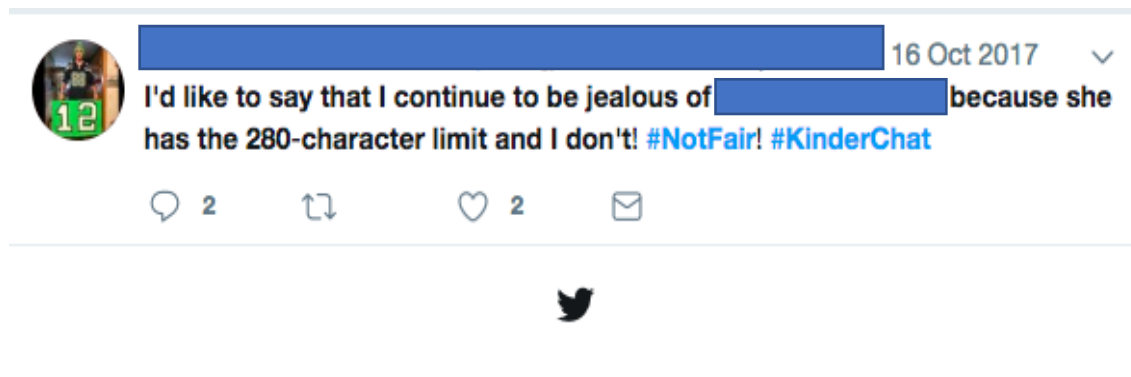 16 Oct 2017
I'd like to say that I continue to be jealous of because she
has the 280-character limit and I don't! #NotFair! #KinderChat
2 2
12